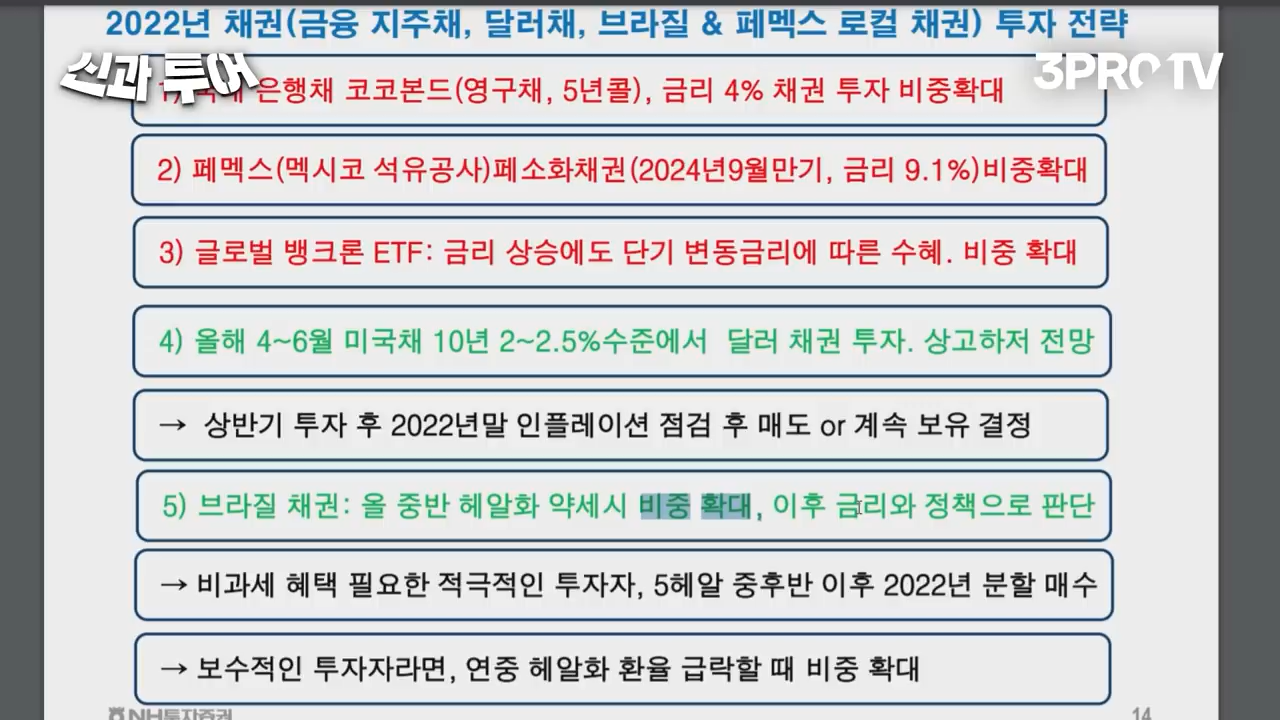 2022년 채권(금융 지주채, 달러채, 브라질 & 페멕스 로컬 채권) 투자 전략
신과 투어
3PROTV
은행채 코코본드(영구채, 5년콜), 금리 4% 채권 투자 비중확대
2) 페멕스(멕시코 석유공사)페소화채권(2024년9월만기, 금리 9.1%)비중확대
3) 글로벌 뱅크론 ETF: 금리 상승에도 단기 변동금리에 따른 수혜. 비중 확대
4) 올해 4~6월 미국채 10년 2~2.5%수준에서 달러 채권 투자. 상고하저 전망
→ 상반기 투자 후 2022년말 인플레이션 점검 후 매도 or 계속 보유 결정
5) 브라질 채권: 올 중반 헤알화 약세시 비중 확대, 이후 금리와 정책으로 판단
→ 비과세 혜택 필요한 적극적인 투자자, 5헤알 중후반 이후 2022년 분할 매수
→ 보수적인 투자자라면, 연중 헤알화 환율 급락할 때 비중 확대
NH투자증권
14